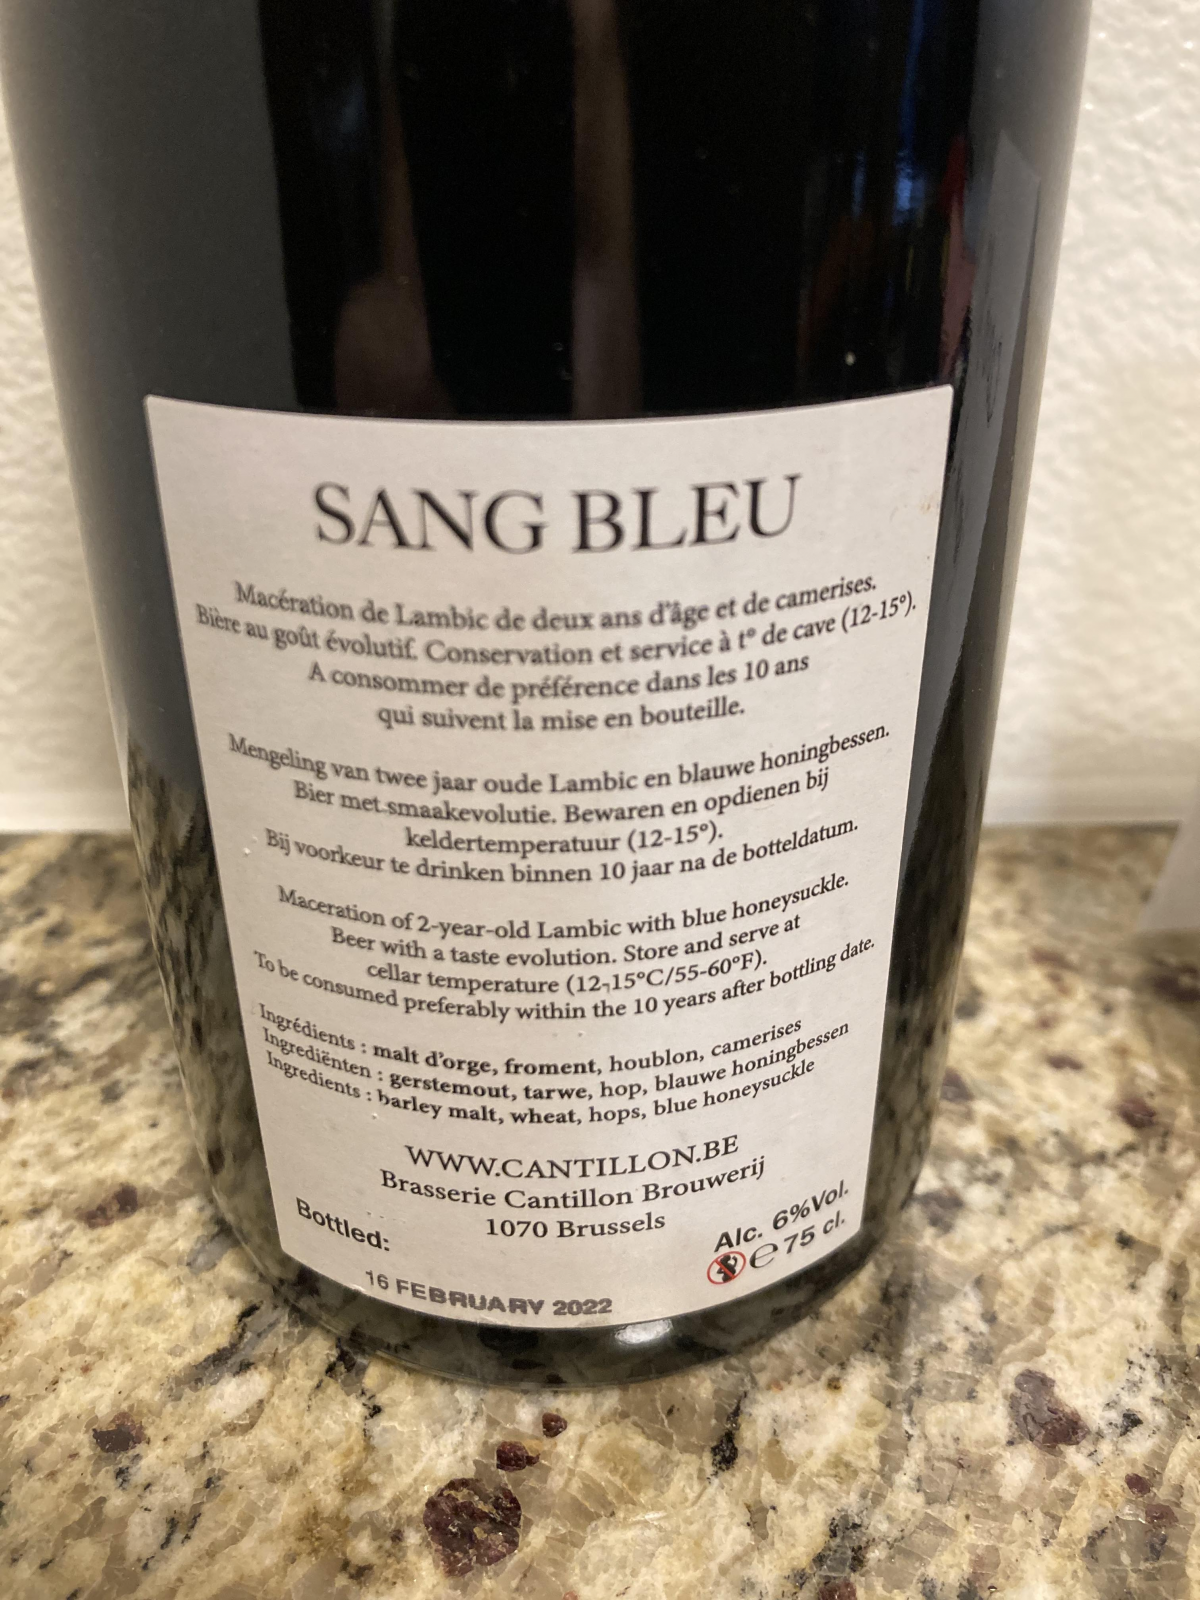 SANG BLEU
Macération de Lambic de deux ans d'âge et de camerises.
Bière au goût évolutif. Conservation et service à t° de cave (12-15°).
A consommer de préférence dans les 10 ans
qui suivent la mise en bouteille.
Mengeling van twee jaar oude Lambic en blauwe honingbessen.
Bier met smaakevolutie. Bewaren en opdienen bij
keldertemperatuur (12-15°).
Bij voorkeur te drinken binnen 10 jaar na de botteldatum.
Maceration of 2-year-old Lambic with blue honeysuckle.
Beer with a taste evolution. Store and serve at
cellar temperature (12-15°C/55-60°F).
To be consumed preferably within the 10 years after bottling date.
Ingrédients : malt d'orge, froment, houblon, camerises
Ingrediënten : gerstemout, tarwe, hop, blauwe honingbessen
Ingredients : barley malt, wheat, hops, blue honeysuckle
WWW.CANTILLON.BE
Brasserie Cantillon Brouwerij
1070 Brussels
Bottled:
16 FEBRUARY 2022
Alc. 6%Vol.
℮ 75 cl.